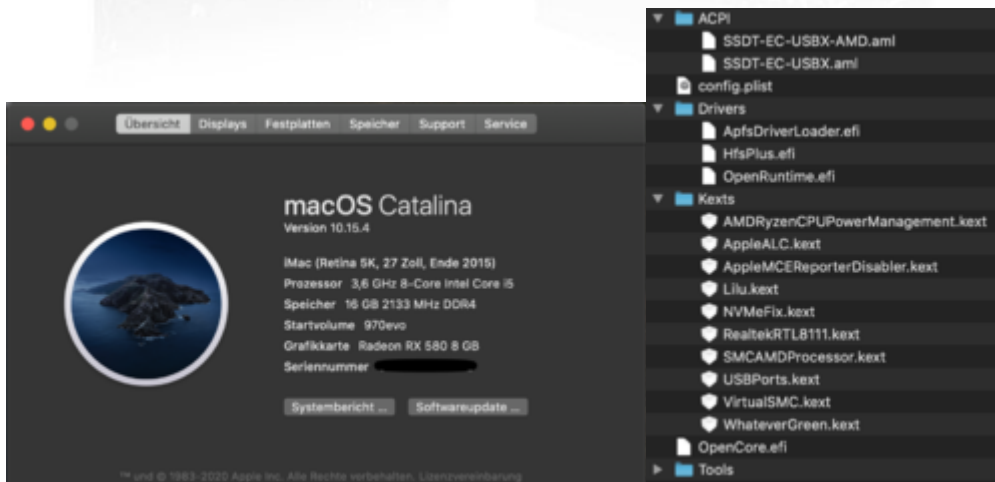 Übersicht Displays Festplatten Speicher Support Service
macOS Catalina
Version 10.15.4
iMac (Retina 5K, 27 Zoll, Ende 2015)
Prozessor 3,6 GHz 8-Core Intel Core i5
Speicher 16 GB 2133 MHz DDR4
Startvolume 970evo
Grafikkarte Radeon RX 580 8 GB
Seriennummer
Systembericht ... Softwareupdate ...
™ und © 1983-2020 Apple Inc. Alle Rechte vorbehalten. Lizenzvereinbarung
ACPI
SSDT-EC-USBX-AMD.aml
SSDT-EC-USBX.aml
config.plist
Drivers
ApfsDriverLoader.efi
HfsPlus.efi
OpenRuntime.efi
Kexts
AMDRyzenCPUPowerManagement.kext
AppleALC.kext
AppleMCEReporterDisabler.kext
Lilu.kext
NVMeFix.kext
RealtekRTL8111.kext
SMCAMDProcessor.kext
USBPorts.kext
VirtualSMC.kext
WhateverGreen.kext
OpenCore.efi
Tools